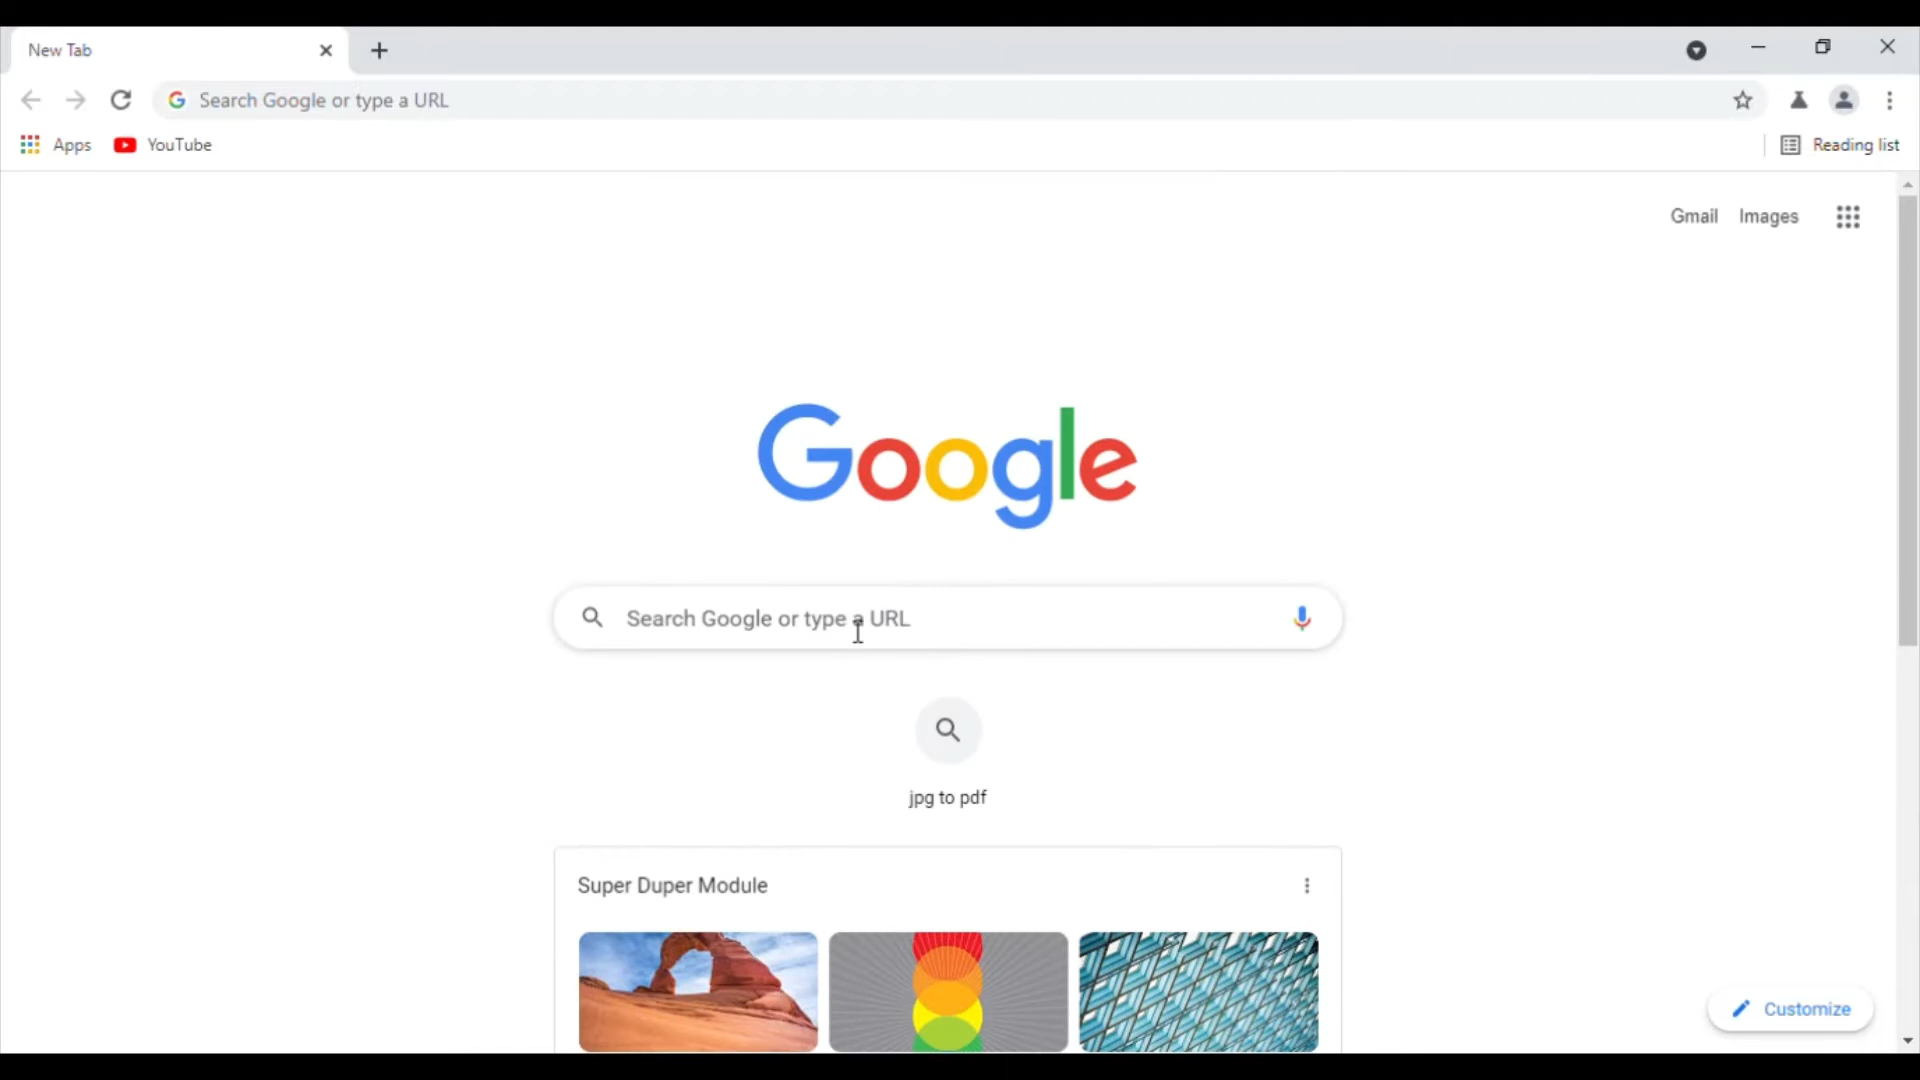 New Tab
Search Google or type a URL
Apps YouTube Reading list
Gmail Images
Google
Search Google or type a URL
jpg to pdf
Super Duper Module
Customize